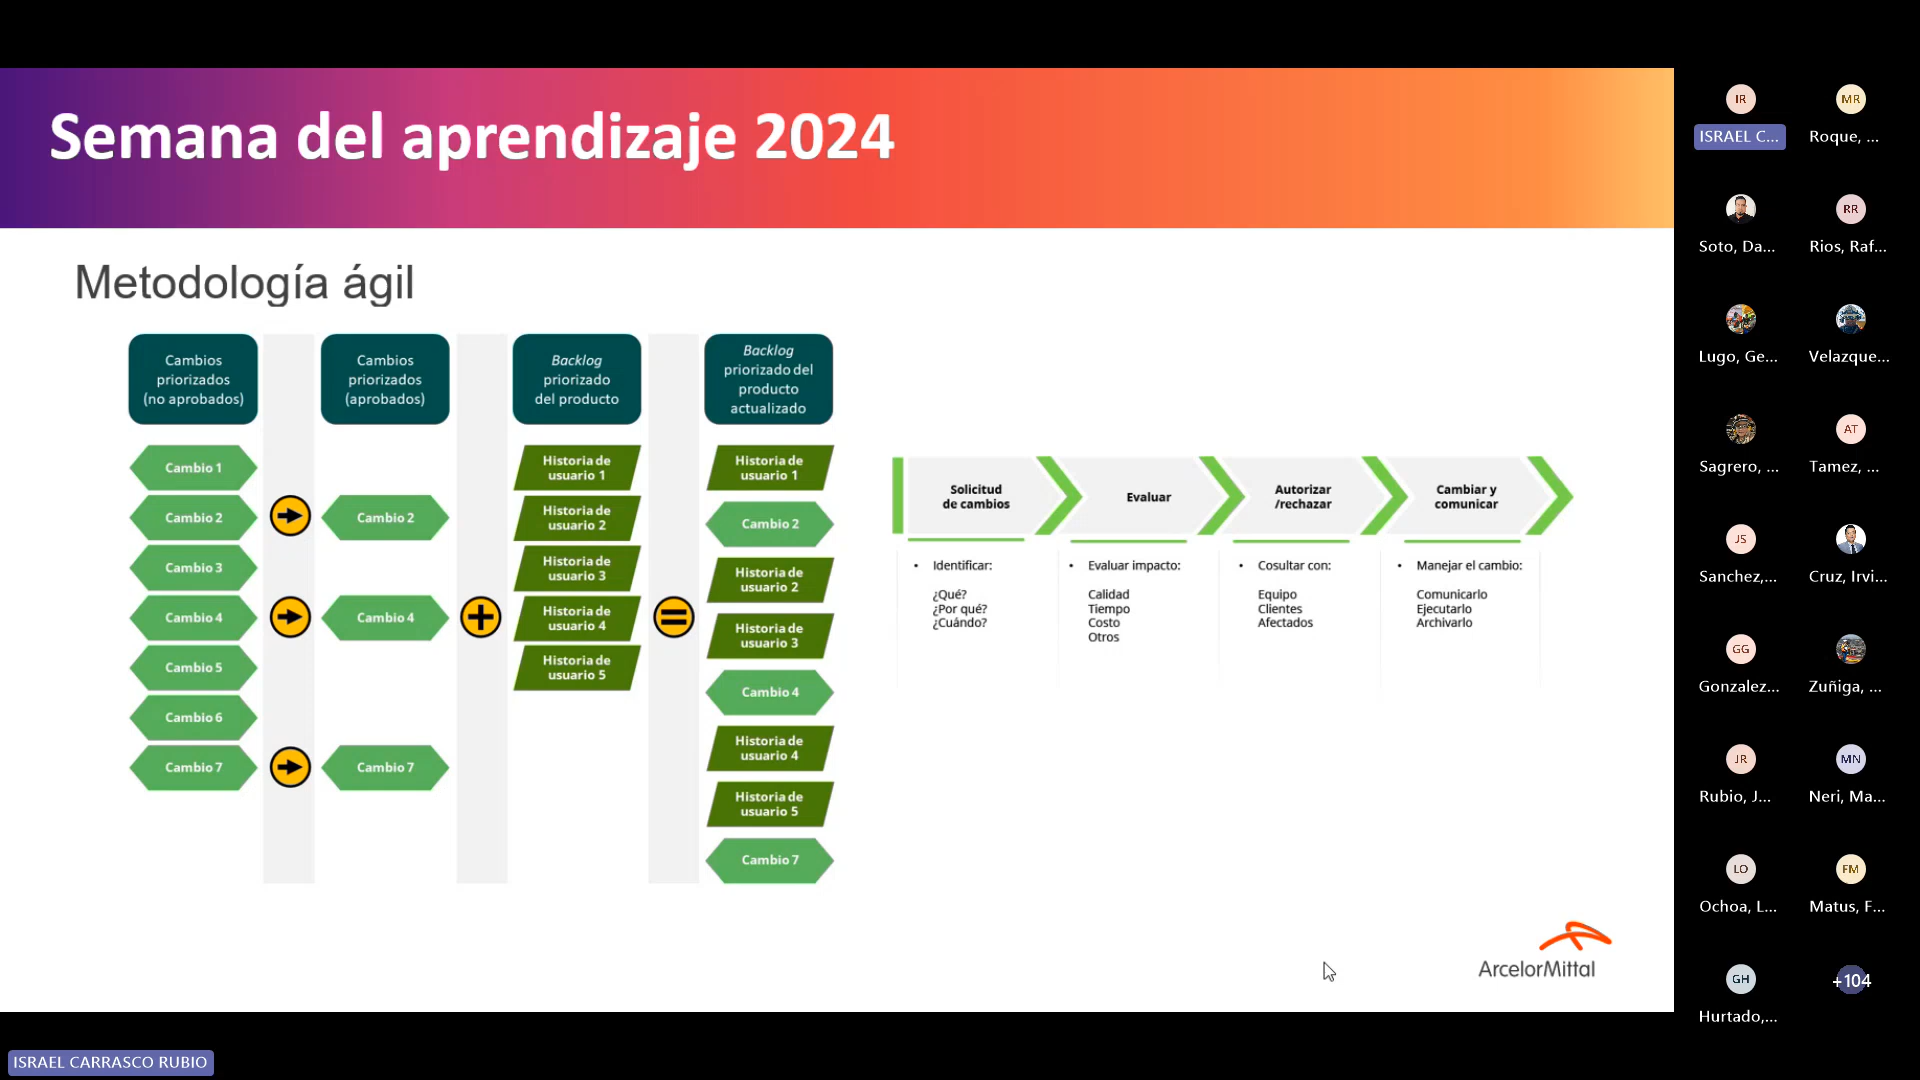 Semana del aprendizaje 2024
Metodología ágil
Cambios
priorizados
(no aprobados)
Cambio 1
Cambio 2
Cambio 3
Cambio 4
Cambio 5
Cambio 6
Cambio 7
Cambios
priorizados
(aprobados)
Cambio 2
Cambio 4
Cambio 7
Backlog
priorizado
del producto
Historia de
usuario 1
Historia de
usuario 2
Historia de
usuario 3
Historia de
usuario 4
Historia de
usuario 5
Backlog
priorizado del
producto
actualizado
Historia de
usuario 1
Cambio 2
Historia de
usuario 2
Historia de
usuario 3
Cambio 4
Historia de
usuario 4
Historia de
usuario 5
Cambio 7
Solicitud
de cambios
• Identificar:
¿Qué?
¿Por qué?
¿Cuándo?
Evaluar
• Evaluar impacto:
Calidad
Tiempo
Costo
Otros
Autorizar
/rechazar
• Cosultar con:
Equipo
Clientes
Afectados
Cambiar y
comunicar
• Manejar el cambio:
Comunicarlo
Ejecutarlo
Archivarlo
ArcelorMittal
IR
ISRAEL C...
MR
Roque, ...
Soto, Da...
RR
Rios, Raf...
Lugo, Ge...
Velazque...
Sagrero, ...
AT
Tamez, ...
JS
Sanchez,...
Cruz, Irvi...
GG
Gonzalez...
Zuñiga, ...
JR
Rubio, J...
MN
Neri, Ma...
LO
Ochoa, L...
FM
Matus, F...
GH
Hurtado,...
+104
ISRAEL CARRASCO RUBIO